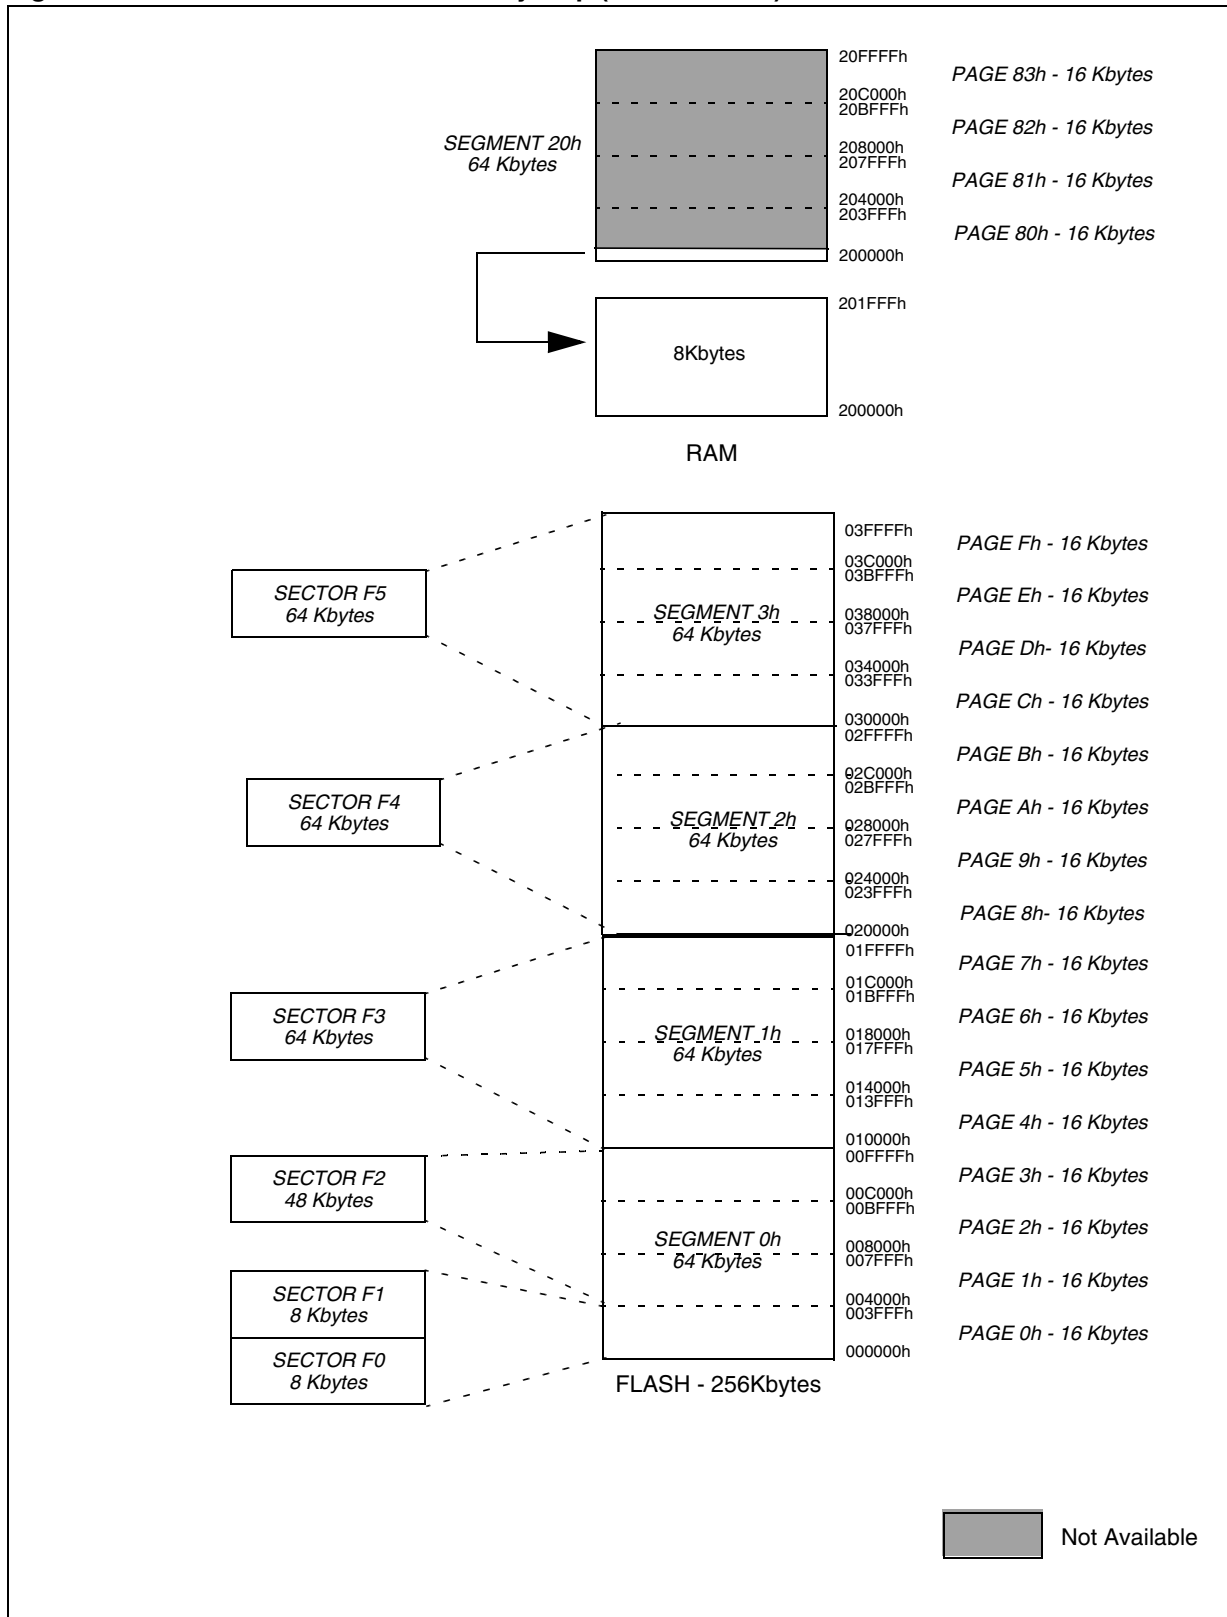 20FFFFh
PAGE 83h - 16 Kbytes
20C000h
20BFFFh
PAGE 82h - 16 Kbytes
SEGMENT 20h
64 Kbytes
208000h
207FFFh
PAGE 81h - 16 Kbytes
204000h
203FFFh
PAGE 80h - 16 Kbytes
200000h
201FFFh
8Kbytes
200000h
RAM
03FFFFh
PAGE Fh - 16 Kbytes
03C000h
03BFFFh
SECTOR F5
64 Kbytes
PAGE Eh - 16 Kbytes
SEGMENT 3h
64 Kbytes
038000h
037FFFh
PAGE Dh- 16 Kbytes
034000h
033FFFh
PAGE Ch - 16 Kbytes
030000h
02FFFFh
PAGE Bh - 16 Kbytes
02C000h
02BFFFh
SECTOR F4
64 Kbytes
PAGE Ah - 16 Kbytes
SEGMENT 2h
64 Kbytes
028000h
027FFFh
PAGE 9h - 16 Kbytes
024000h
023FFFh
PAGE 8h- 16 Kbytes
020000h
01FFFFh
PAGE 7h - 16 Kbytes
01C000h
01BFFFh
SECTOR F3
64 Kbytes
PAGE 6h - 16 Kbytes
SEGMENT 1h
64 Kbytes
018000h
017FFFh
PAGE 5h - 16 Kbytes
014000h
013FFFh
PAGE 4h - 16 Kbytes
010000h
00FFFFh
SECTOR F2
48 Kbytes
PAGE 3h - 16 Kbytes
00C000h
00BFFFh
PAGE 2h - 16 Kbytes
SEGMENT 0h
64 Kbytes
008000h
007FFFh
PAGE 1h - 16 Kbytes
SECTOR F1
8 Kbytes
004000h
003FFFh
PAGE 0h - 16 Kbytes
SECTOR F0
8 Kbytes
000000h
FLASH - 256Kbytes
Not Available